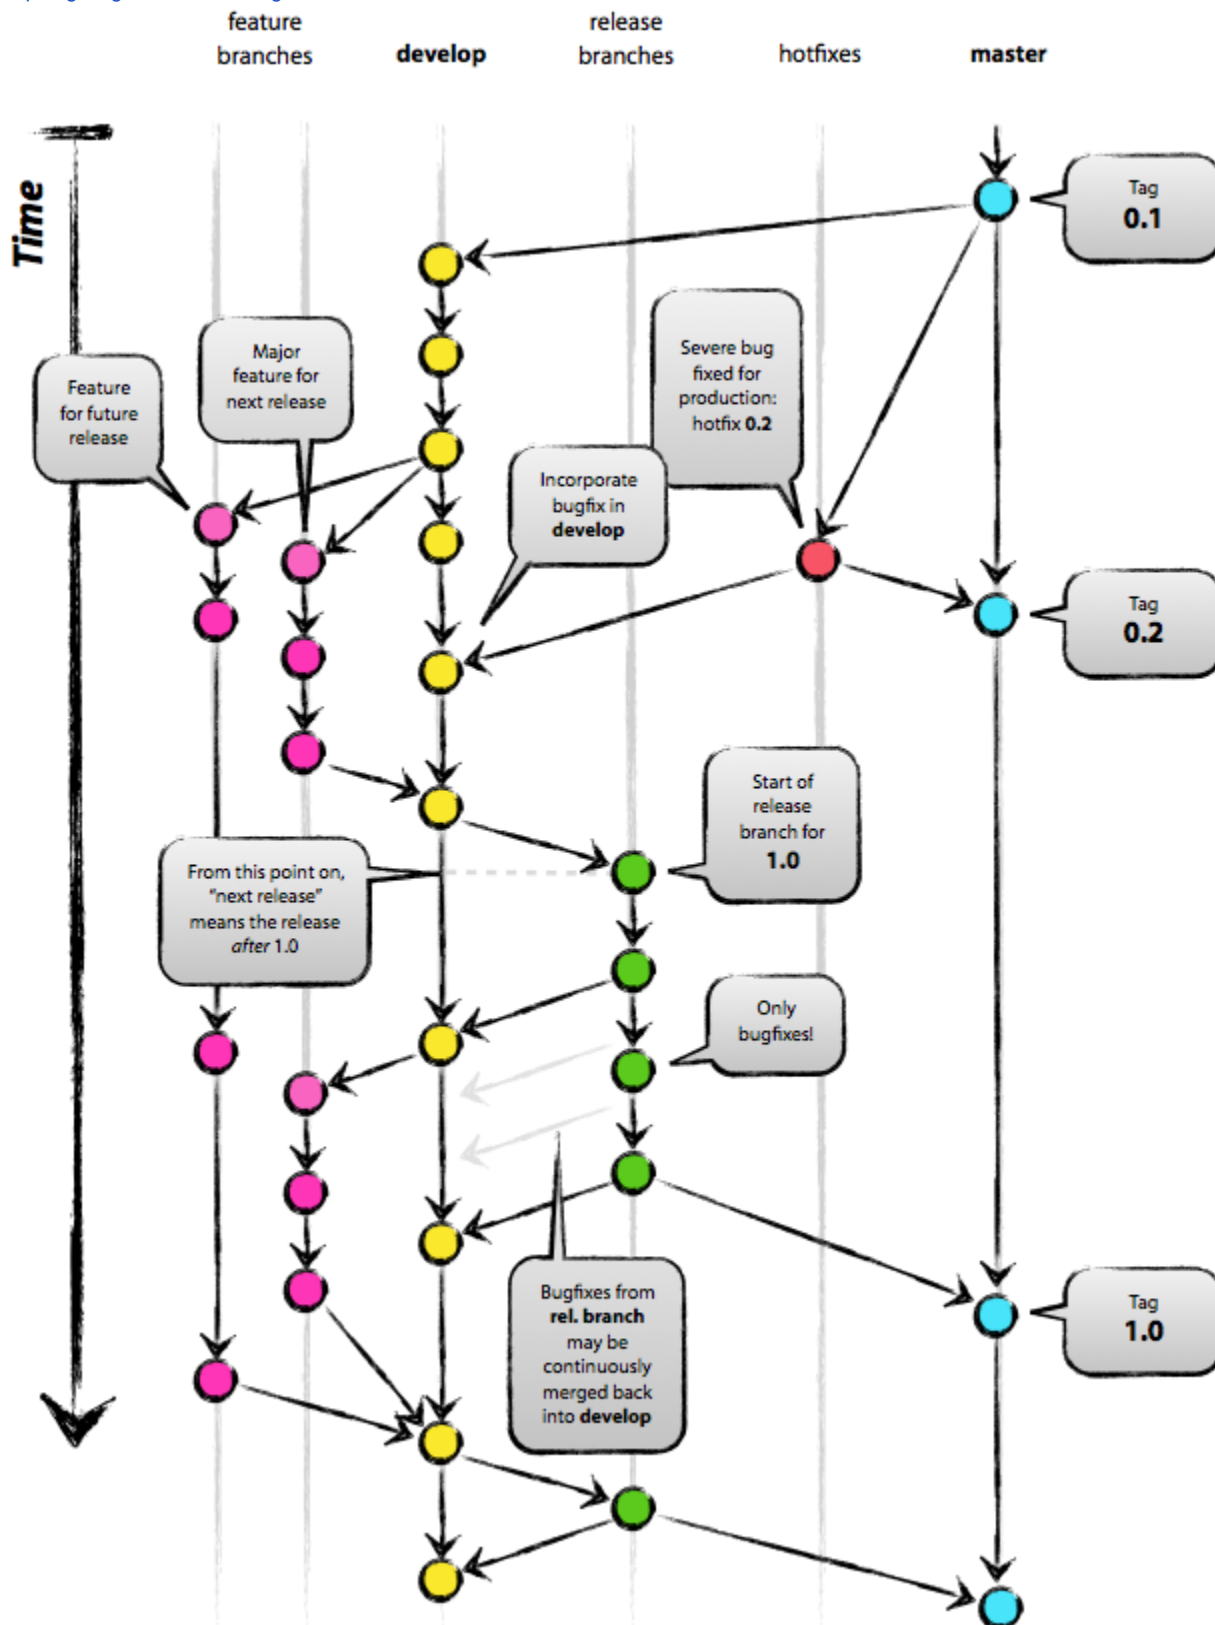 feature
branches
develop
release
branches
hotfixes
master
Time
Tag
0.1
Major
feature for
next release
Severe bug
fixed for
production:
hotfix 0.2
Feature
for future
release
Incorporate
bugfix in
develop
Tag
0.2
Start of
release
branch for
1.0
From this point on,
“next release”
means the release
after 1.0
Only
bugfixes!
Bugfixes from
rel. branch
may be
continuously
merged back
into develop
Tag
1.0